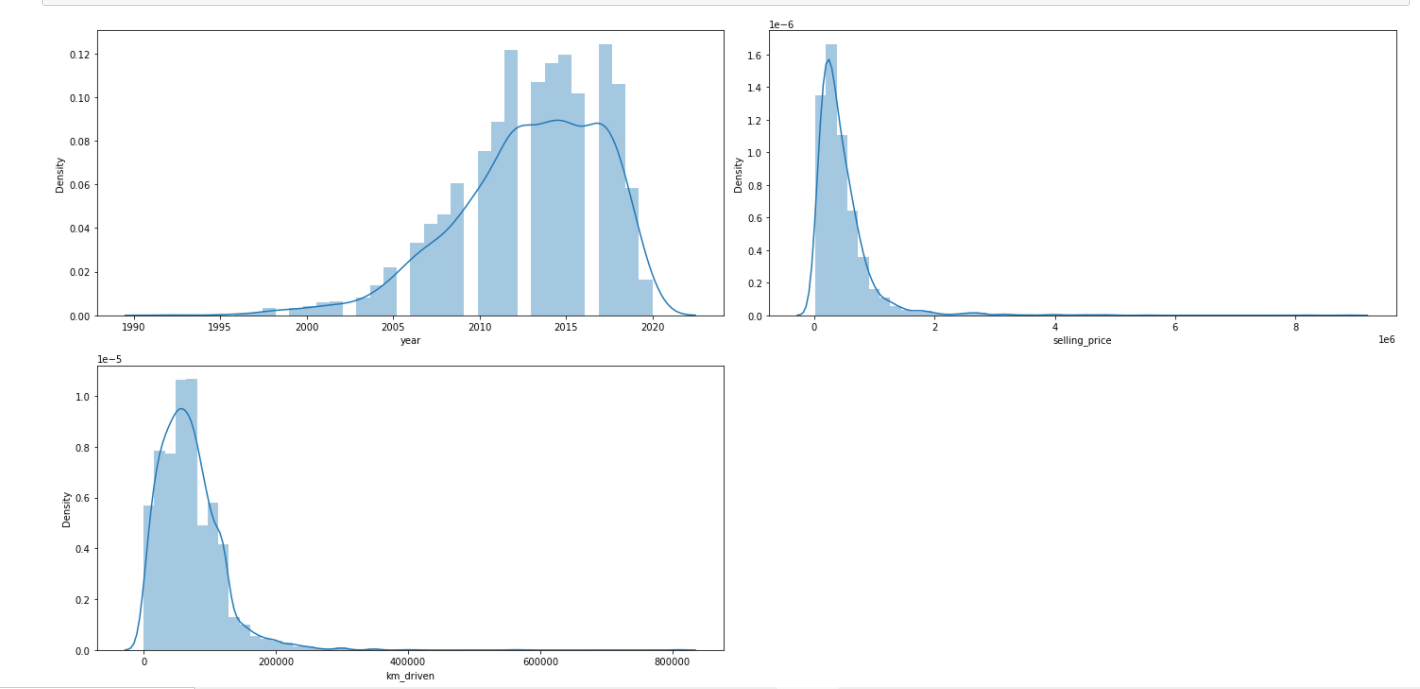 1e−6
0.12
0.10
0.08
0.06
0.04
0.02
0.00
Density
1990 1995 2000 2005 2010 2015 2020
year
1.6
1.4
1.2
1.0
0.8
0.6
0.4
0.2
0.0
Density
0 2 4 6 8
1e6
selling_price
1e−5
1.0
0.8
0.6
0.4
0.2
0.0
Density
0 200000 400000 600000 800000
km_driven